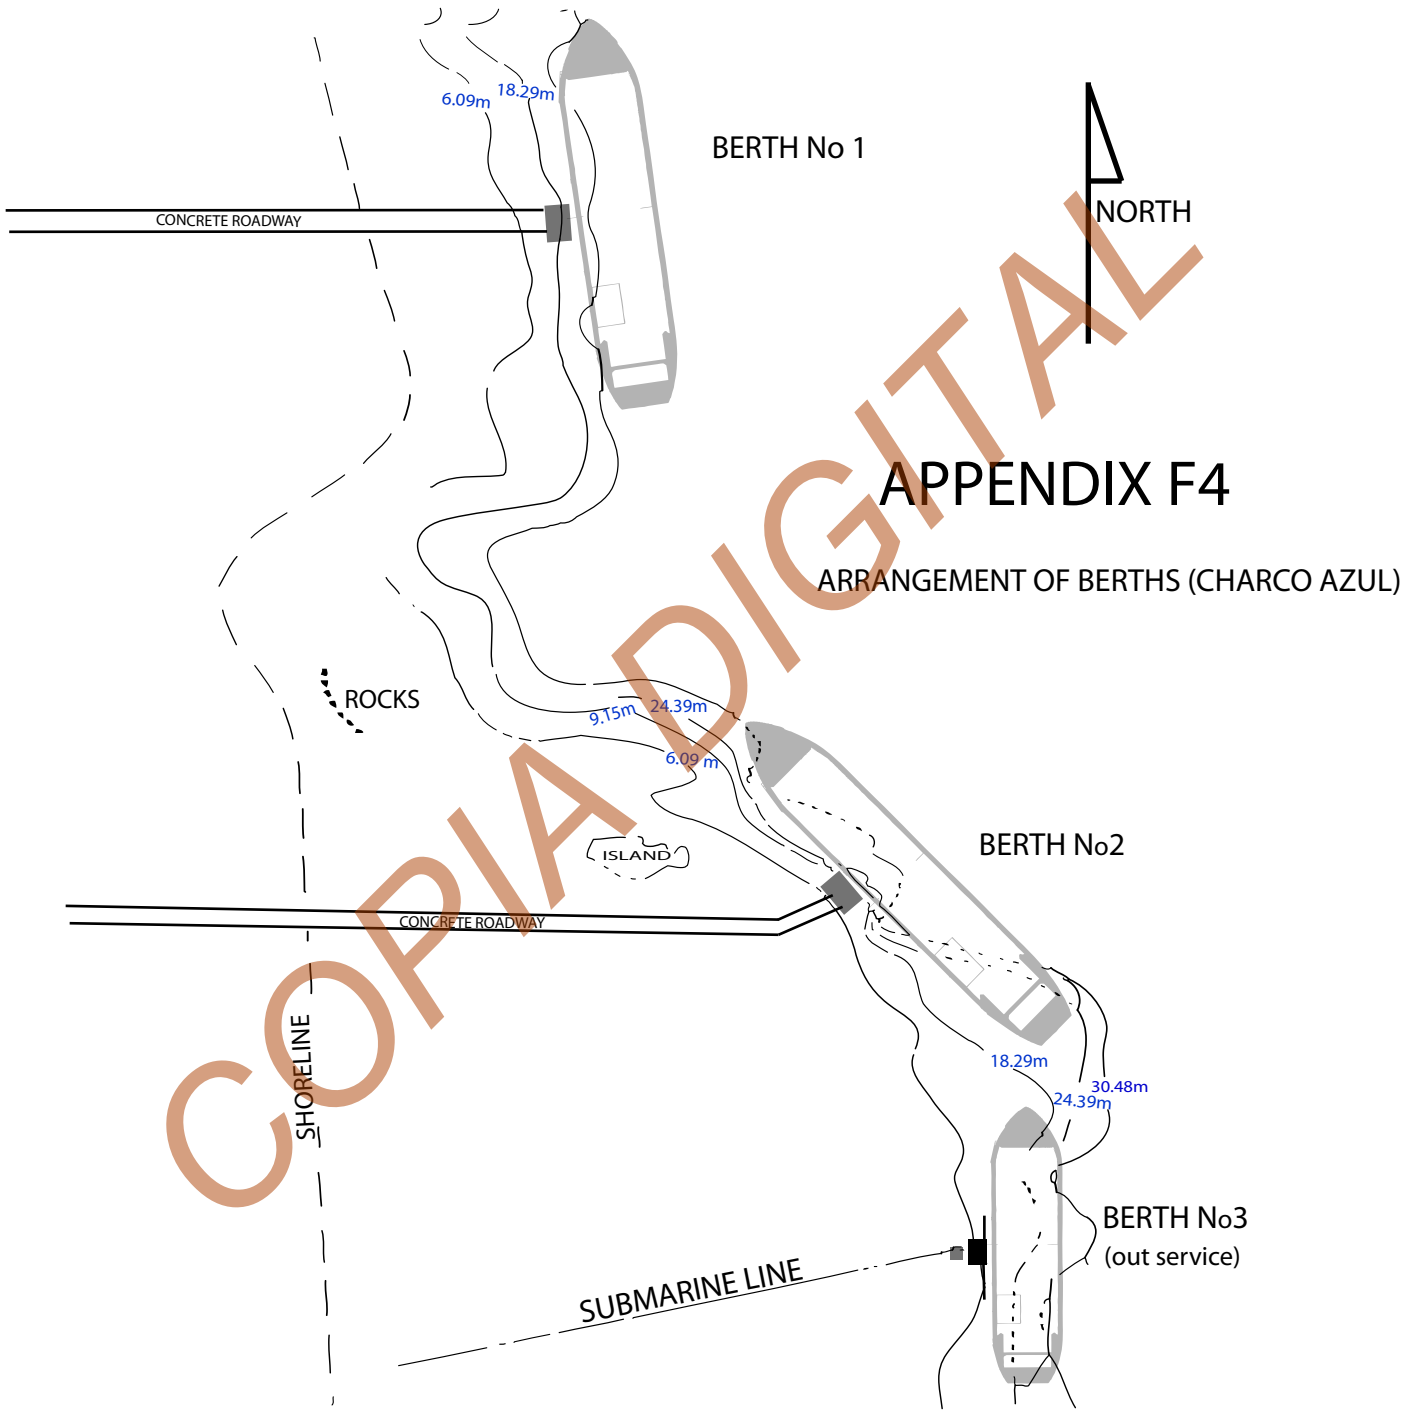 6.09m
18.29m
BERTH No 1
NORTH
CONCRETE ROADWAY
APPENDIX F4
ARRANGEMENT OF BERTHS (CHARCO AZUL)
ROCKS
9.15m
24.39m
6.09 m
BERTH No2
ISLAND
CONCRETE ROADWAY
SHORELINE
18.29m
30.48m
24.39m
BERTH No3
(out service)
SUBMARINE LINE
COPIA DIGITAL